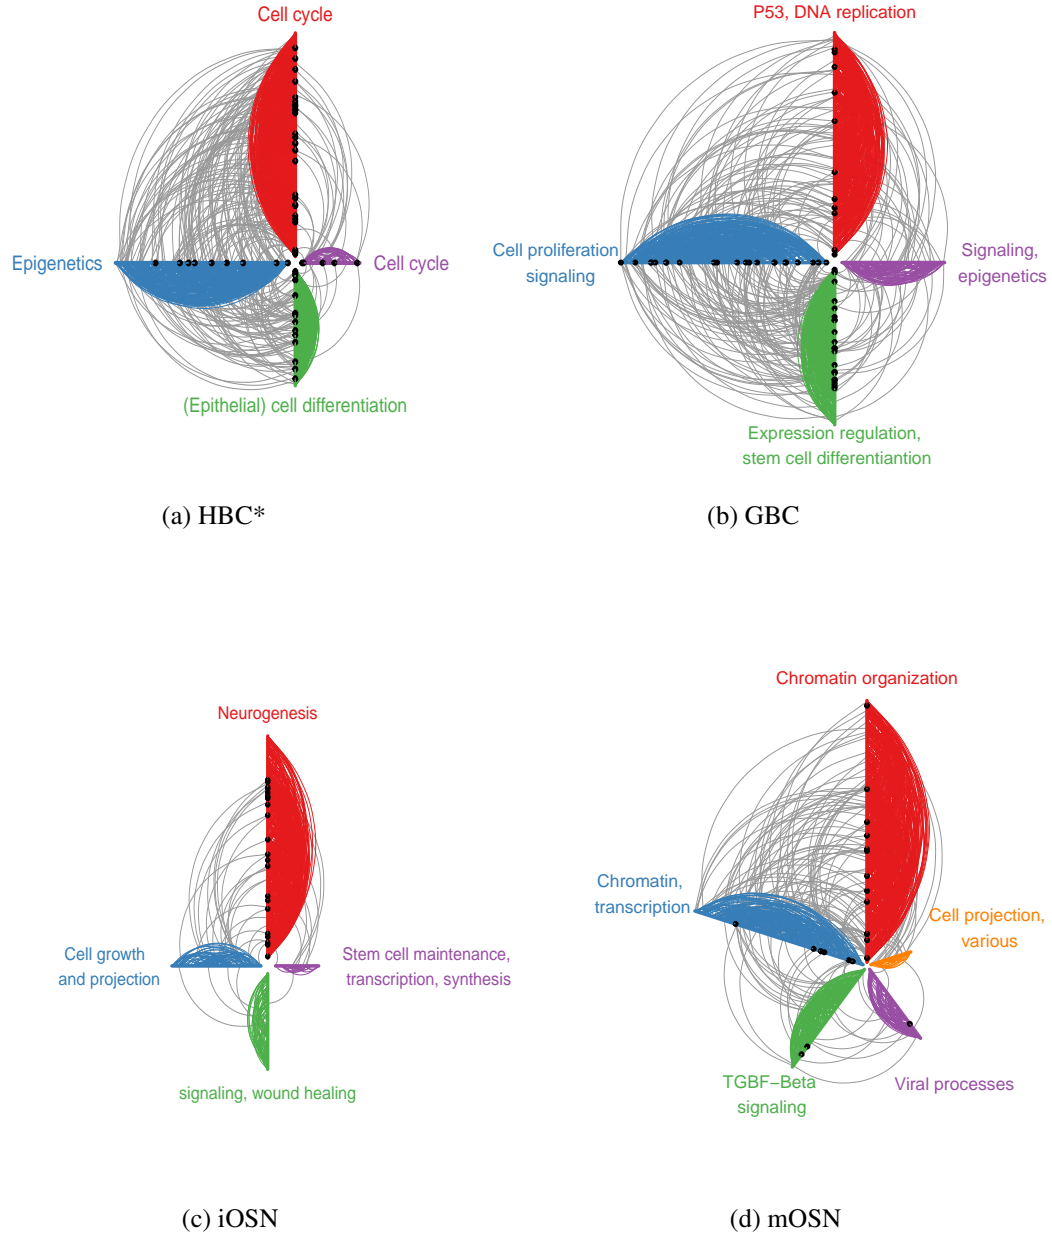 Cell cycle
Epigenetics
Cell cycle
(Epithelial) cell differentiation
(a) HBC*
P53, DNA replication
Cell proliferation
signaling
Signaling,
epigenetics
Expression regulation,
stem cell differentiantion
(b) GBC
Neurogenesis
Cell growth
and projection
Stem cell maintenance,
transcription, synthesis
signaling, wound healing
(c) iOSN
Chromatin organization
Chromatin,
transcription
Cell projection,
various
TGBF−Beta
signaling
Viral processes
(d) mOSN